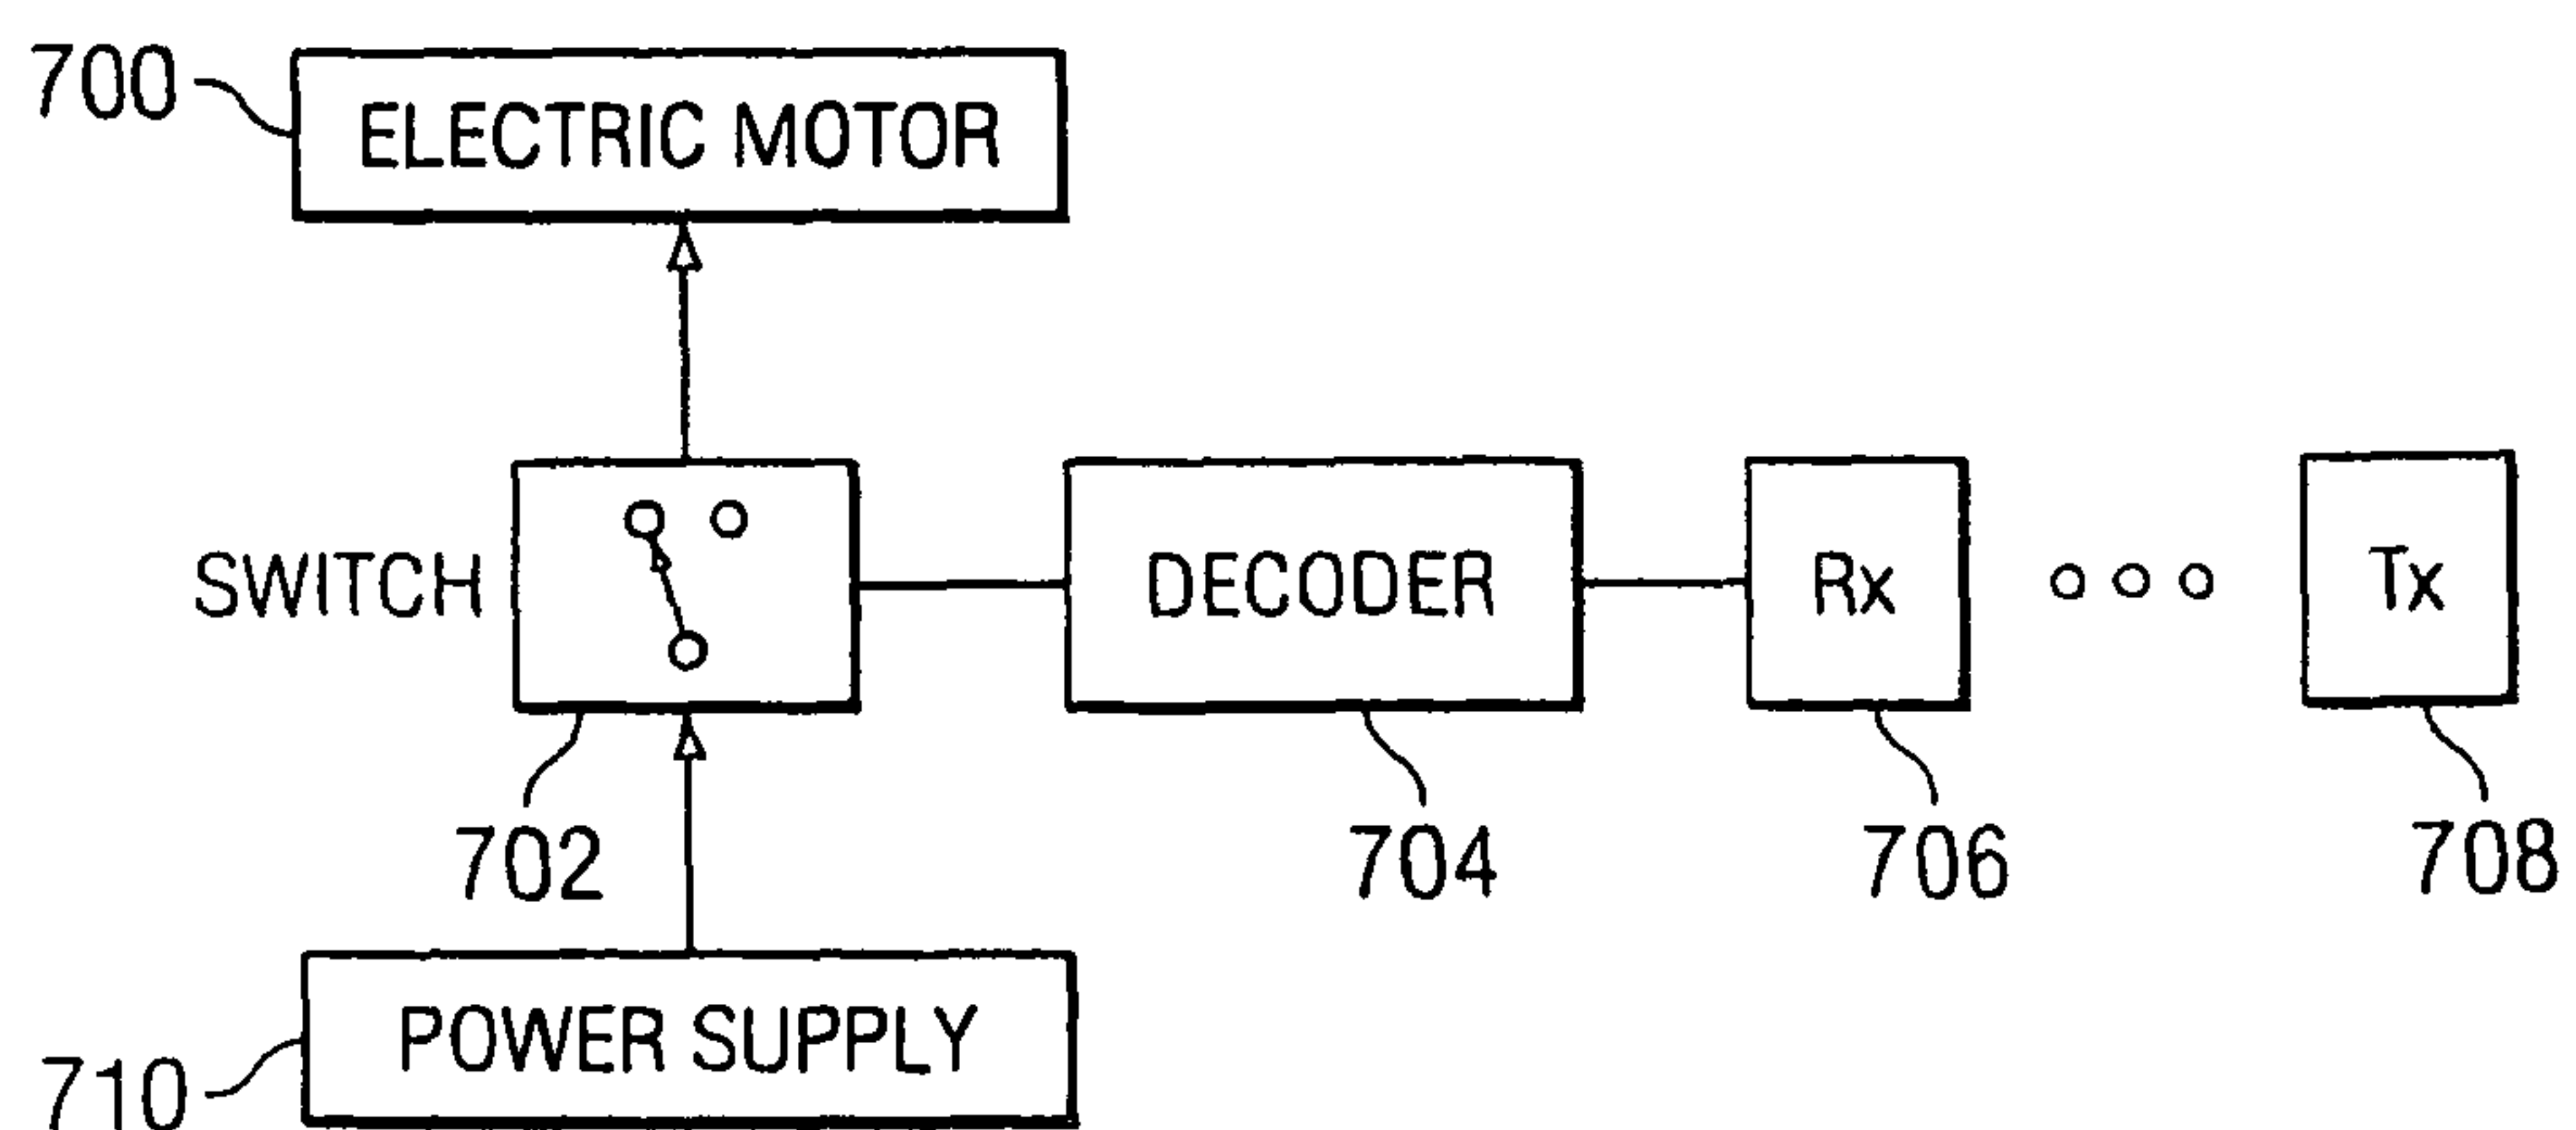 700
ELECTRIC MOTOR
SWITCH
DECODER
Rx
Tx
702
704
706
708
POWER SUPPLY
710